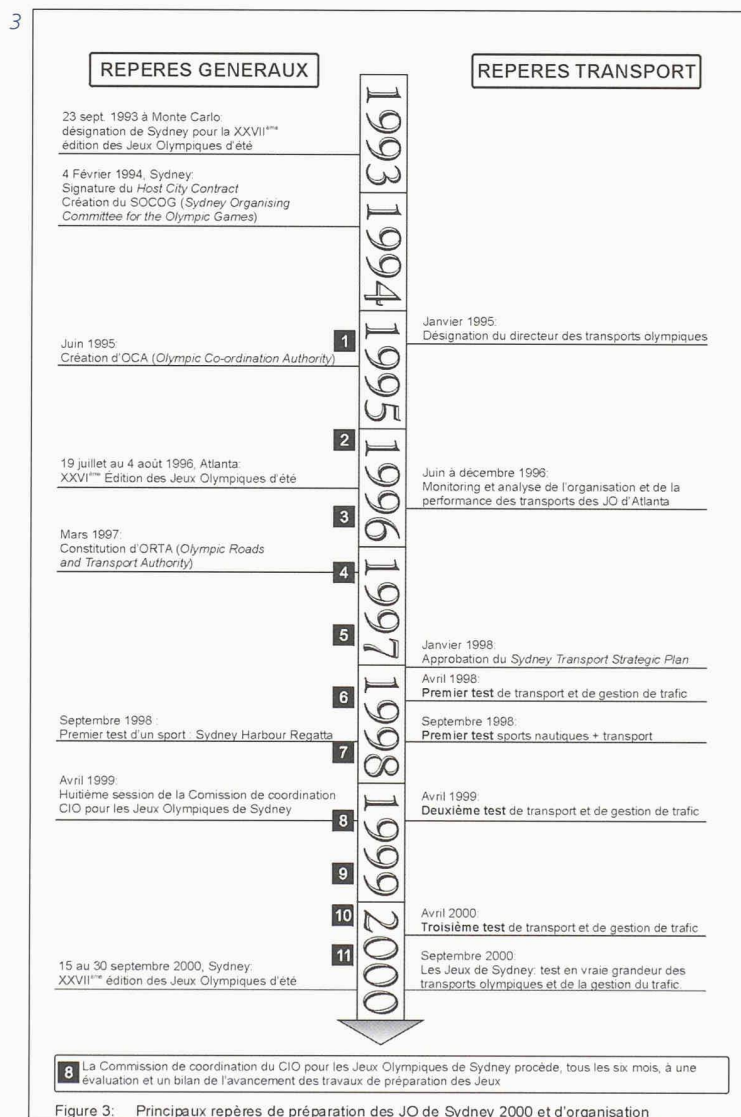 3
REPERES GENERAUX
REPERES TRANSPORT
1993
23 sept. 1993 à Monte Carlo:
désignation de Sydney pour la XXVIIème
édition des Jeux Olympiques d'été
4 Février 1994, Sydney:
Signature du Host City Contract
Création du SOCOG (Sydney Organising
Committee for the Olympic Games)
1994
Janvier 1995:
Désignation du directeur des transports olympiques
1
Juin 1995:
Création d'OCA (Olympic Co-ordination Authority)
1995
2
19 juillet au 4 août 1996, Atlanta:
XXVIème Édition des Jeux Olympiques d'été
Juin à décembre 1996:
Monitoring et analyse de l'organisation et de la
performance des transports des JO d'Atlanta
1996
3
Mars 1997:
Constitution d'ORTA (Olympic Roads
and Transport Authority)
4
1997
5
Janvier 1998:
Approbation du Sydney Transport Strategic Plan
Avril 1998:
Premier test de transport et de gestion de trafic
6
1998
Septembre 1998 :
Premier test d'un sport : Sydney Harbour Regatta
Septembre 1998:
Premier test sports nautiques + transport
7
Avril 1999:
Huitième session de la Comission de coordination
CIO pour les Jeux Olympiques de Sydney
Avril 1999:
Deuxième test de transport et de gestion de trafic
8
1999
9
10
Avril 2000:
Troisième test de transport et de gestion de trafic
2000
11
15 au 30 septembre 2000, Sydney:
XXVIIème édition des Jeux Olympiques d'été
Septembre 2000:
Les Jeux de Sydney: test en vraie grandeur des
transports olympiques et de la gestion du trafic.
8 La Commission de coordination du CIO pour les Jeux Olympiques de Sydney procède, tous les six mois, à une
évaluation et un bilan de l'avancement des travaux de préparation des Jeux
Figure 3: Principaux repères de préparation des JO de Sydney 2000 et d'organisation